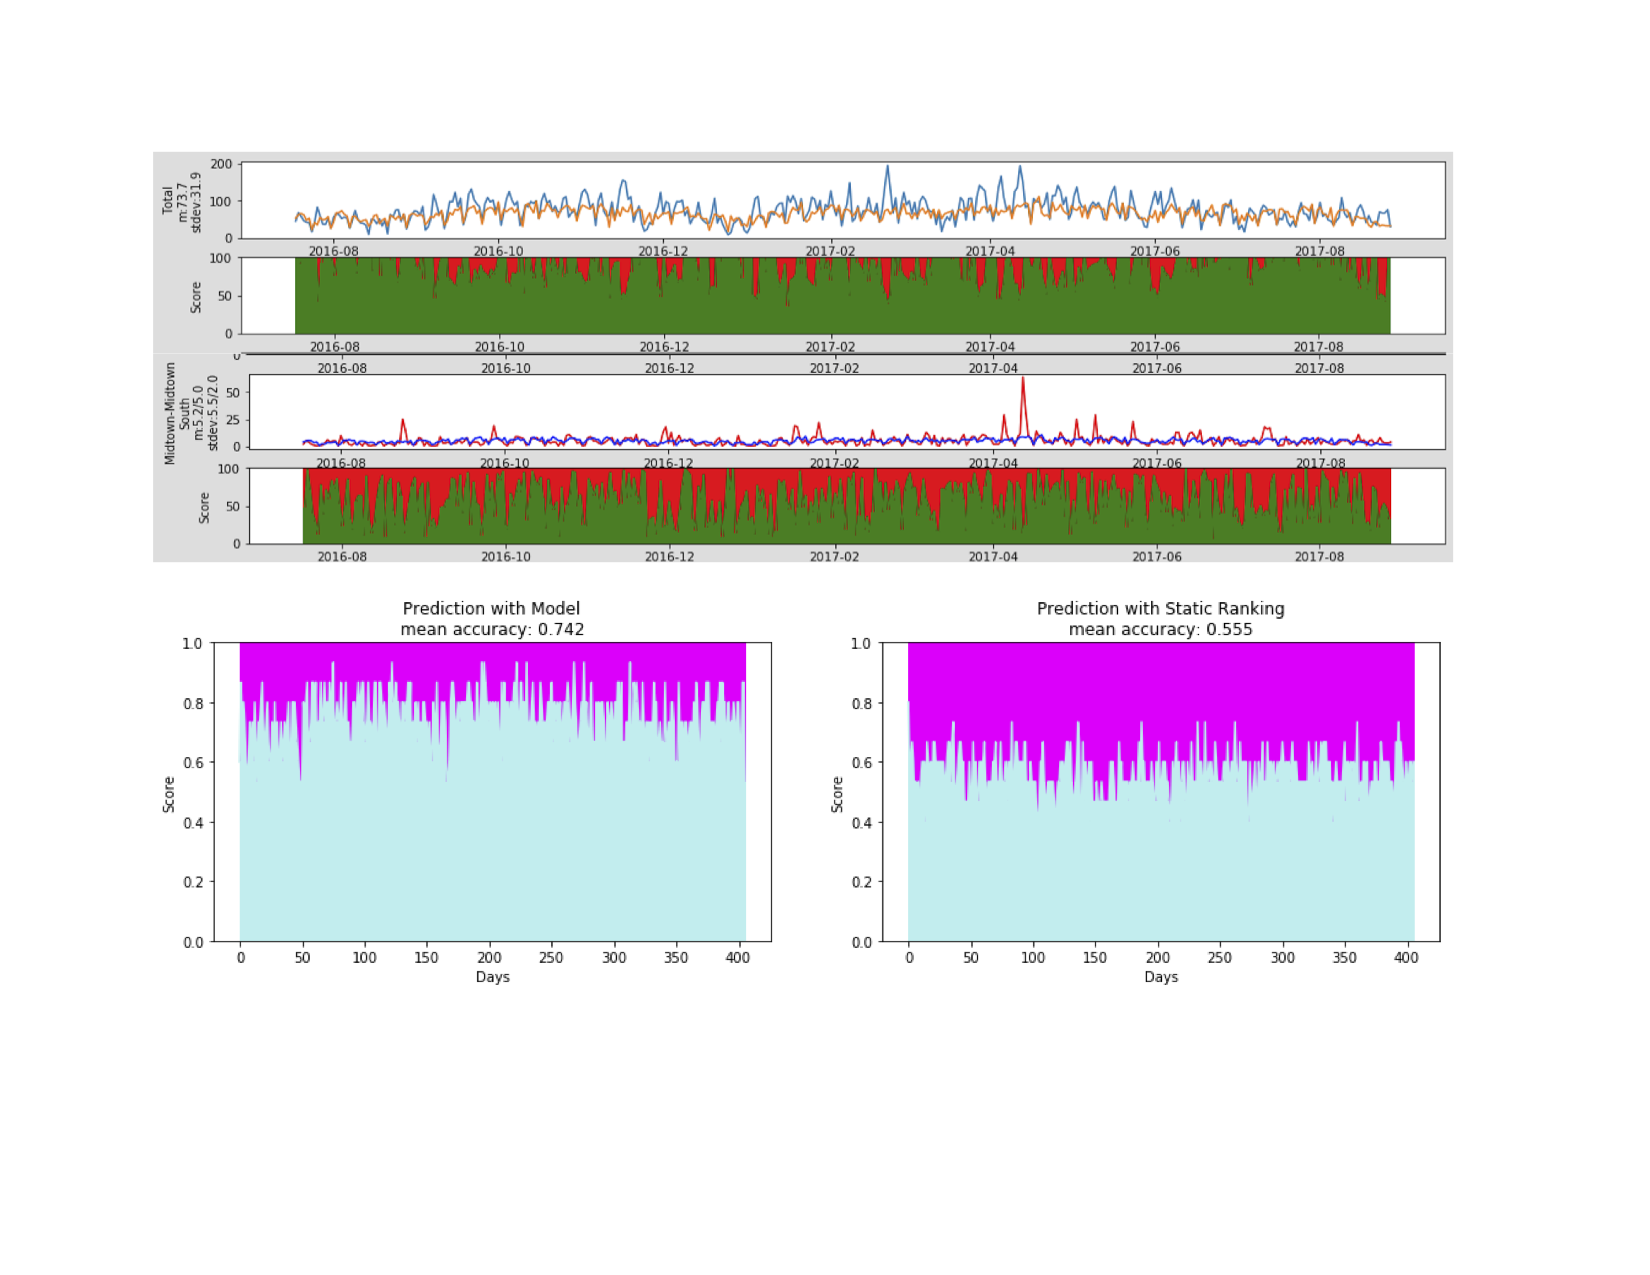 Total
m:73.7
stdev:31.9
200
100
0
2016-08 2016-10 2016-12 2017-02 2017-04 2017-06 2017-08
Score
100
50
0
2016-08 2016-10 2016-12 2017-02 2017-04 2017-06 2017-08
0
2016-08 2016-10 2016-12 2017-02 2017-04 2017-06 2017-08
Midtown-Midtown
South
m:5.2/5.0
stdev:5.5/2.0
50
25
0
2016-08 2016-10 2016-12 2017-02 2017-04 2017-06 2017-08
Score
100
50
0
2016-08 2016-10 2016-12 2017-02 2017-04 2017-06 2017-08
Prediction with Model
mean accuracy: 0.742
Score
1.0
0.8
0.6
0.4
0.2
0.0
0 50 100 150 200 250 300 350 400
Days
Prediction with Static Ranking
mean accuracy: 0.555
Score
1.0
0.8
0.6
0.4
0.2
0.0
0 50 100 150 200 250 300 350 400
Days